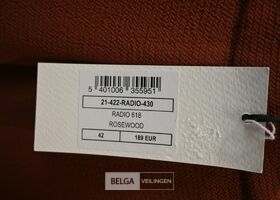 5 401006 355951
21-422-RADIO-430
RADIO 618
ROSEWOOD
42 189 EUR
BELGA VEILINGEN